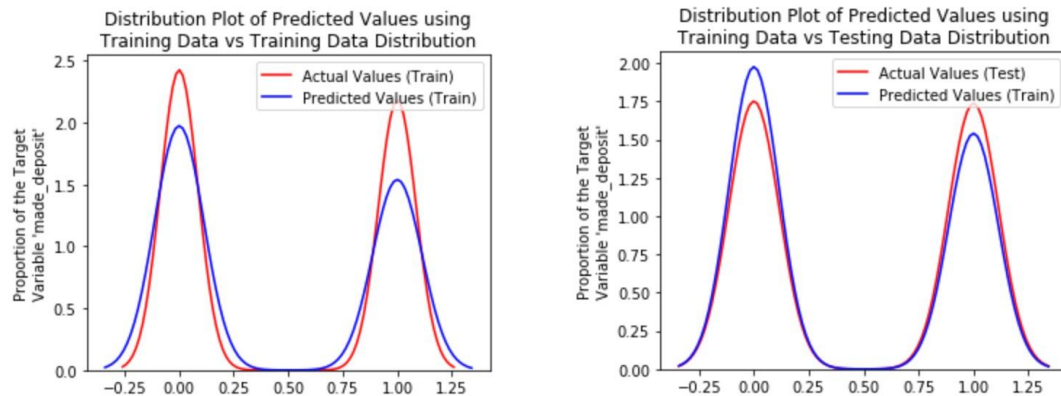 Distribution Plot of Predicted Values using
Training Data vs Training Data Distribution
Proportion of the Target
Variable 'made_deposit'
2.5
2.0
1.5
1.0
0.5
0.0
Actual Values (Train)
Predicted Values (Train)
−0.25 0.00 0.25 0.50 0.75 1.00 1.25
Distribution Plot of Predicted Values using
Training Data vs Testing Data Distribution
Proportion of the Target
Variable 'made_deposit'
2.00
1.75
1.50
1.25
1.00
0.75
0.50
0.25
0.00
Actual Values (Test)
Predicted Values (Train)
−0.25 0.00 0.25 0.50 0.75 1.00 1.25